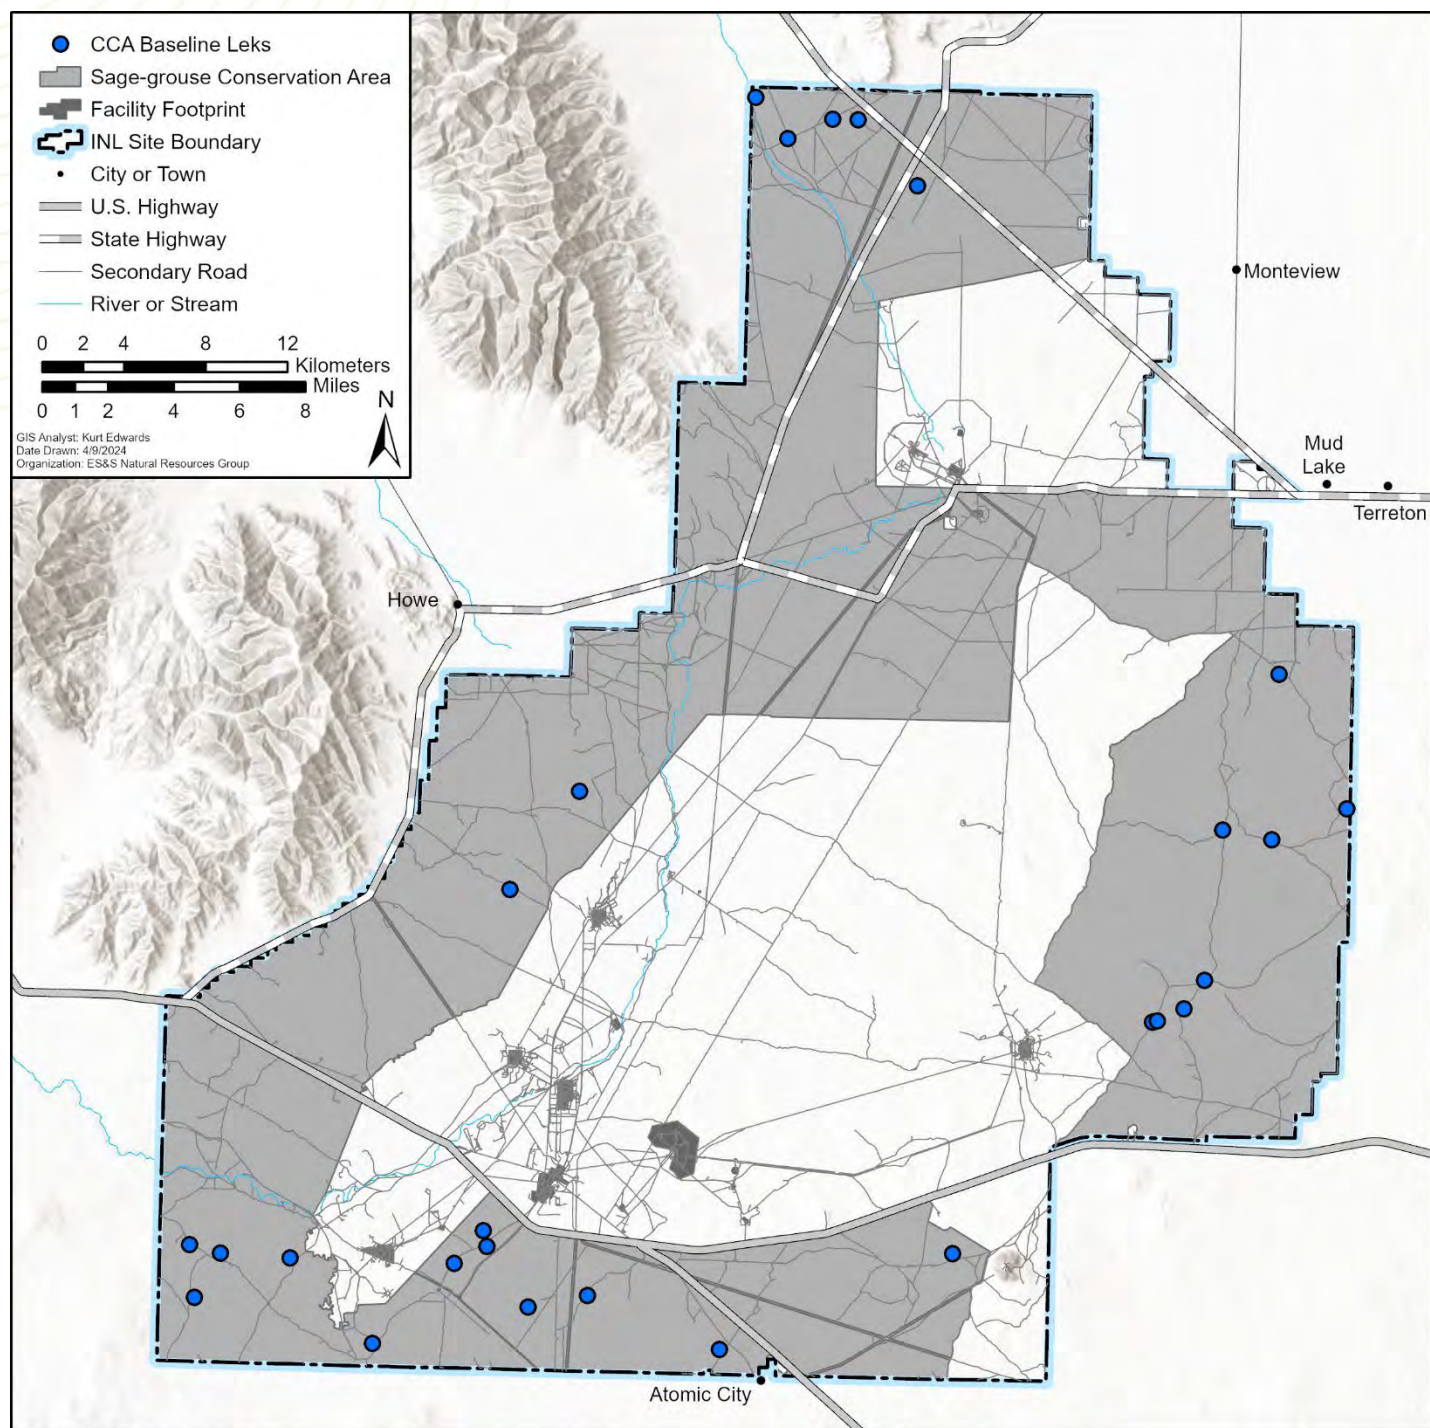 CCA Baseline Leks
Sage-grouse Conservation Area
Facility Footprint
INL Site Boundary
City or Town
U.S. Highway
State Highway
Secondary Road
River or Stream
0 2 4 8 12
Kilometers
Miles
0 1 2 4 6 8
N
GIS Analyst: Kurt Edwards
Date Drawn: 4/9/2024
Organization: ES&S Natural Resources Group
Monteview
Mud
Lake
Terreton
Howe
Atomic City